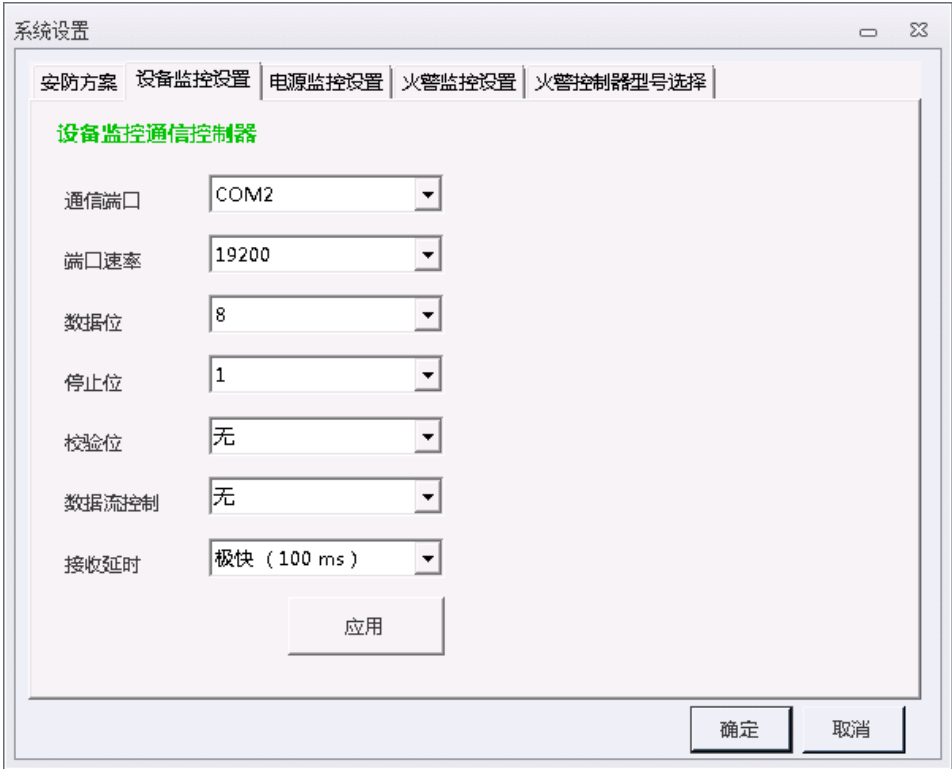 系统设置
安防方案 设备监控设置 电源监控设置 火警监控设置 火警控制器型号选择
设备监控通信控制器
通信端口 COM2
端口速率 19200
数据位 8
停止位 1
校验位 无
数据流控制 无
接收延时 极快（100 ms）
应用
确定 取消